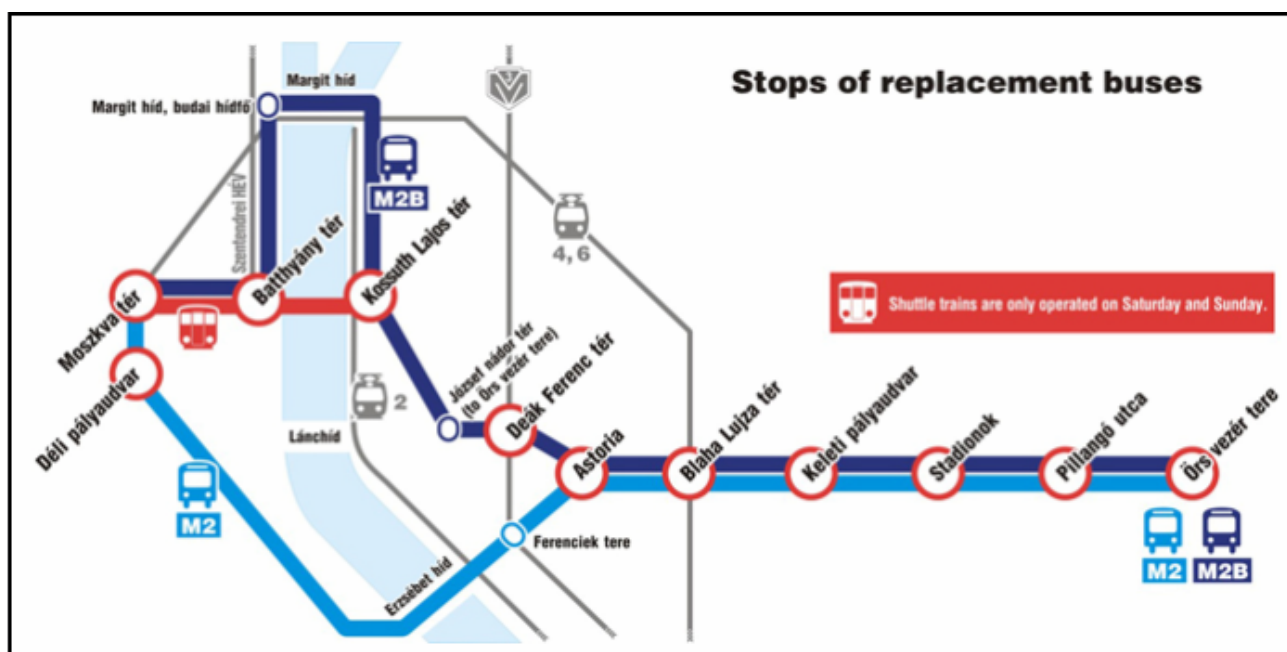 Stops of replacement buses
Margit híd
Margit híd, budai hídfő
3
M
M2B
Szentendrei HÉV
Batthyány tér
Kossuth Lajos tér
4, 6
Moszkva tér
Shuttle trains are only operated on Saturday and Sunday.
Déli pályaudvar
2
József nádor tér
(to Örs vezér tere)
Deák Ferenc tér
Lánchíd
Astoria
Blaha Lujza tér
Keleti pályaudvar
Stadionok
Pillangó utca
Örs vezér tere
M2
Ferenciek tere
Erzsébet híd
M2
M2B